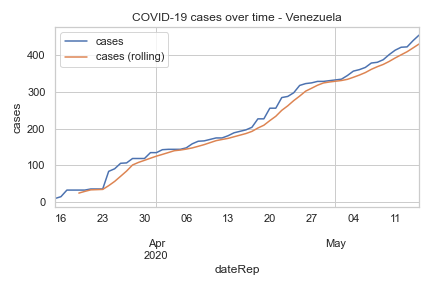 COVID-19 cases over time - Venezuela
cases
cases (rolling)
400
300
200
100
0
cases
16 23 30 06 13 20 27 04 11
Apr May
2020
dateRep